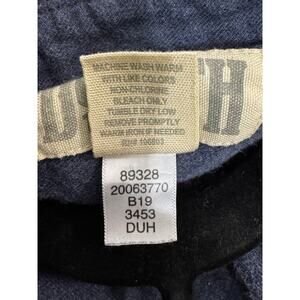 MACHINE WASH WARM
WITH LIKE COLORS
NON-CHLORINE
BLEACH ONLY
TUMBLE DRY LOW
REMOVE PROMPTLY
WARM IRON IF NEEDED
89328
20063770
B19
3453
DUH